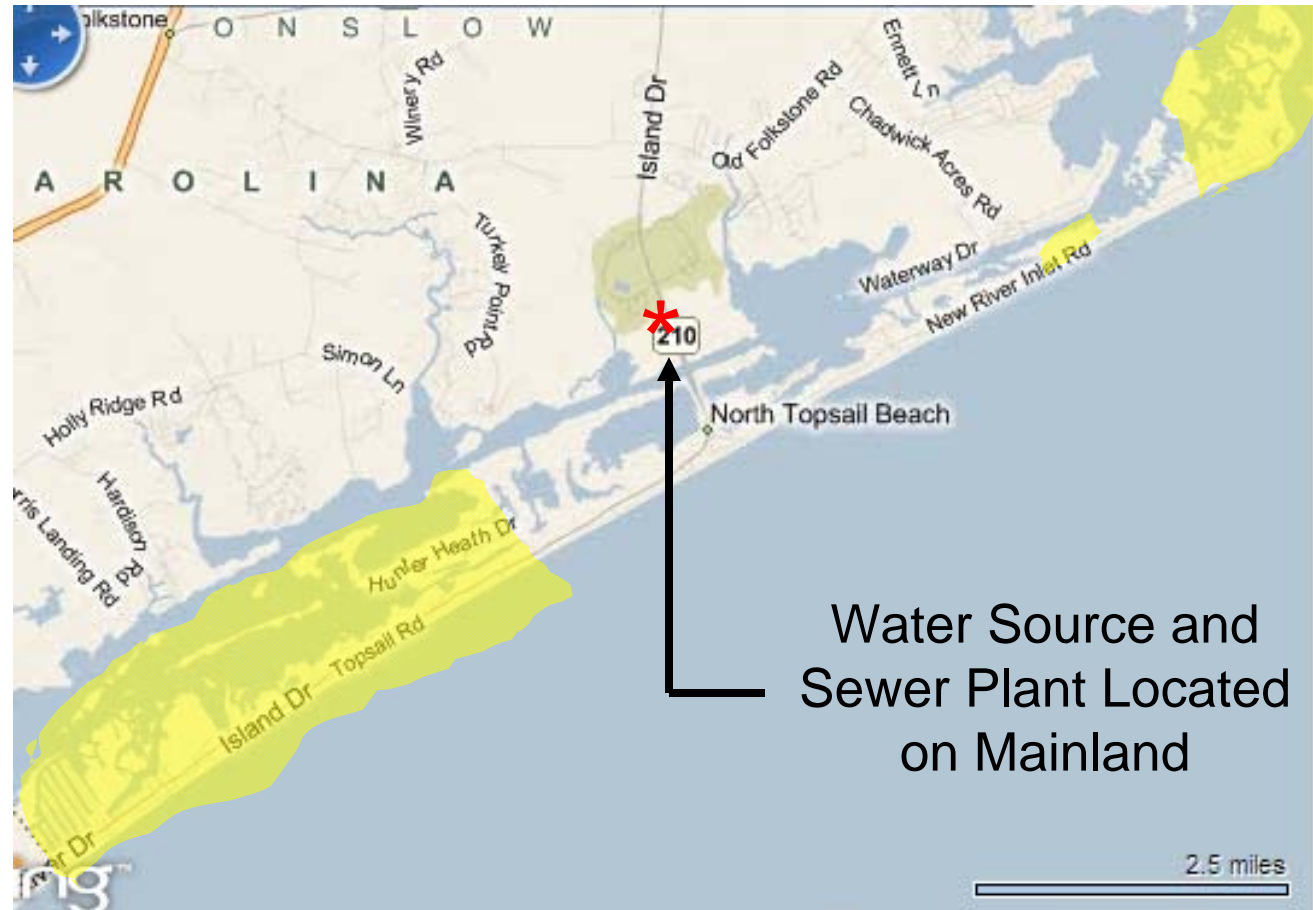 olkstone
O N S L O W
A R O L I N A
Winery Rd
Island Dr
Ennett Ln
Old Folkstone Rd
Chadwick Acres Rd
Turkey Point Rd
Waterway Dr
New River Inlet Rd
*
210
Simon Ln
Holly Ridge Rd
North Topsail Beach
Hardison Rd
rris Landing Rd
Hunter Heath Dr
Topsail Rd
Island Dr
Water Source and
Sewer Plant Located
on Mainland
Dr
ing™
2.5 miles